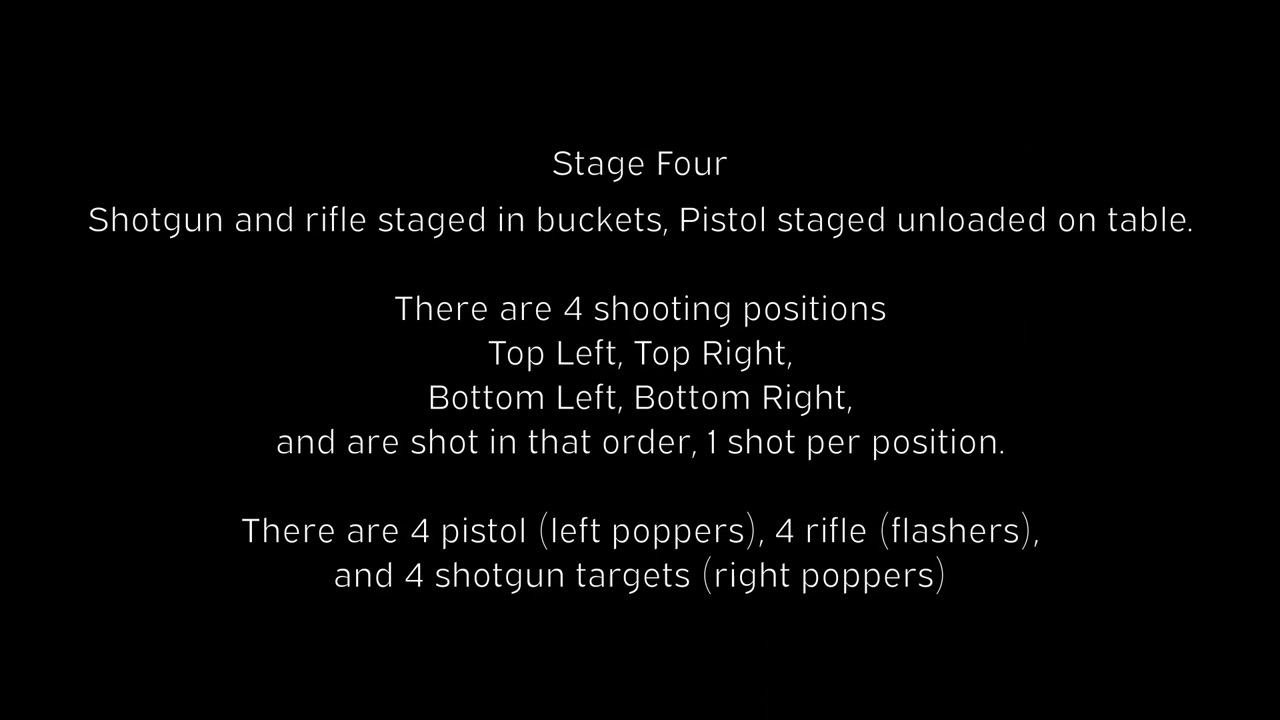 Stage Four
Shotgun and rifle staged in buckets, Pistol staged unloaded on table.
There are 4 shooting positions
Top Left, Top Right,
Bottom Left, Bottom Right,
and are shot in that order, 1 shot per position.
There are 4 pistol (left poppers), 4 rifle (flashers),
and 4 shotgun targets (right poppers)